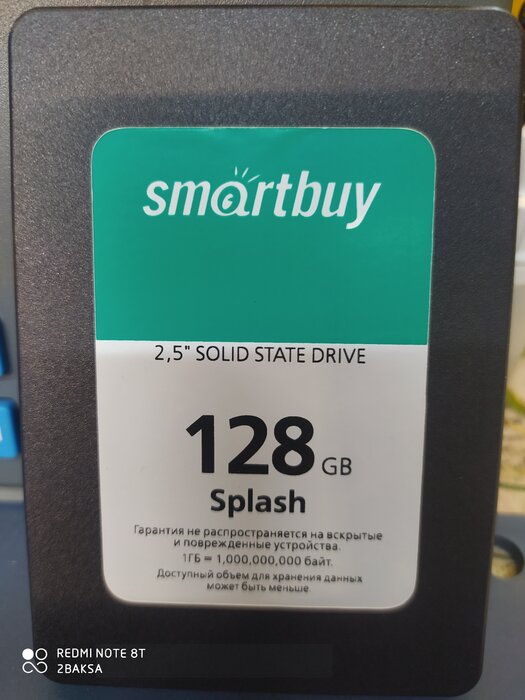 smartbuy
2,5" SOLID STATE DRIVE
128 GB
Splash
Гарантия не распространяется на вскрытые
и поврежденные устройства.
1ГБ = 1,000,000,000 байт.
Доступный объем для хранения данных
может быть меньше
REDMI NOTE 8T
2BAKSA